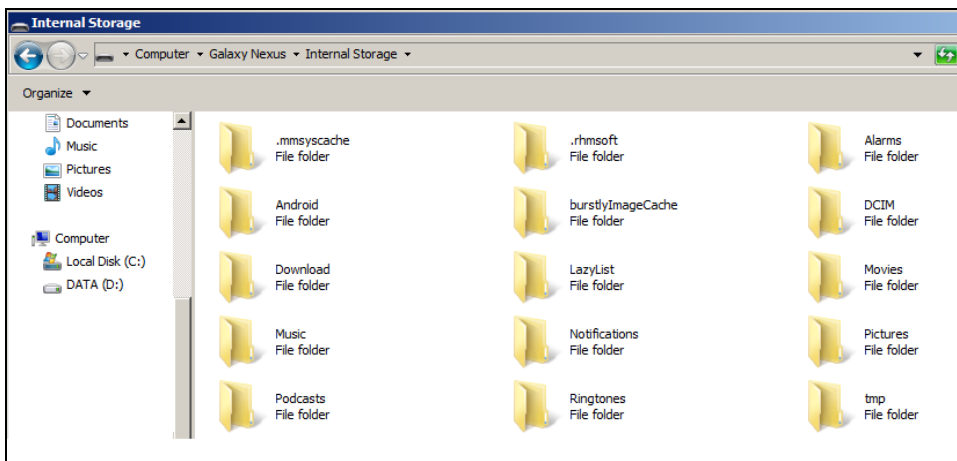 Internal Storage
Computer Galaxy Nexus Internal Storage
Organize
Documents
Music
Pictures
Videos
Computer
Local Disk (C:)
DATA (D:)
.mmsyscache
File folder
.rhmsoft
File folder
Alarms
File folder
Android
File folder
burstlyImageCache
File folder
DCIM
File folder
Download
File folder
LazyList
File folder
Movies
File folder
Music
File folder
Notifications
File folder
Pictures
File folder
Podcasts
File folder
Ringtones
File folder
tmp
File folder